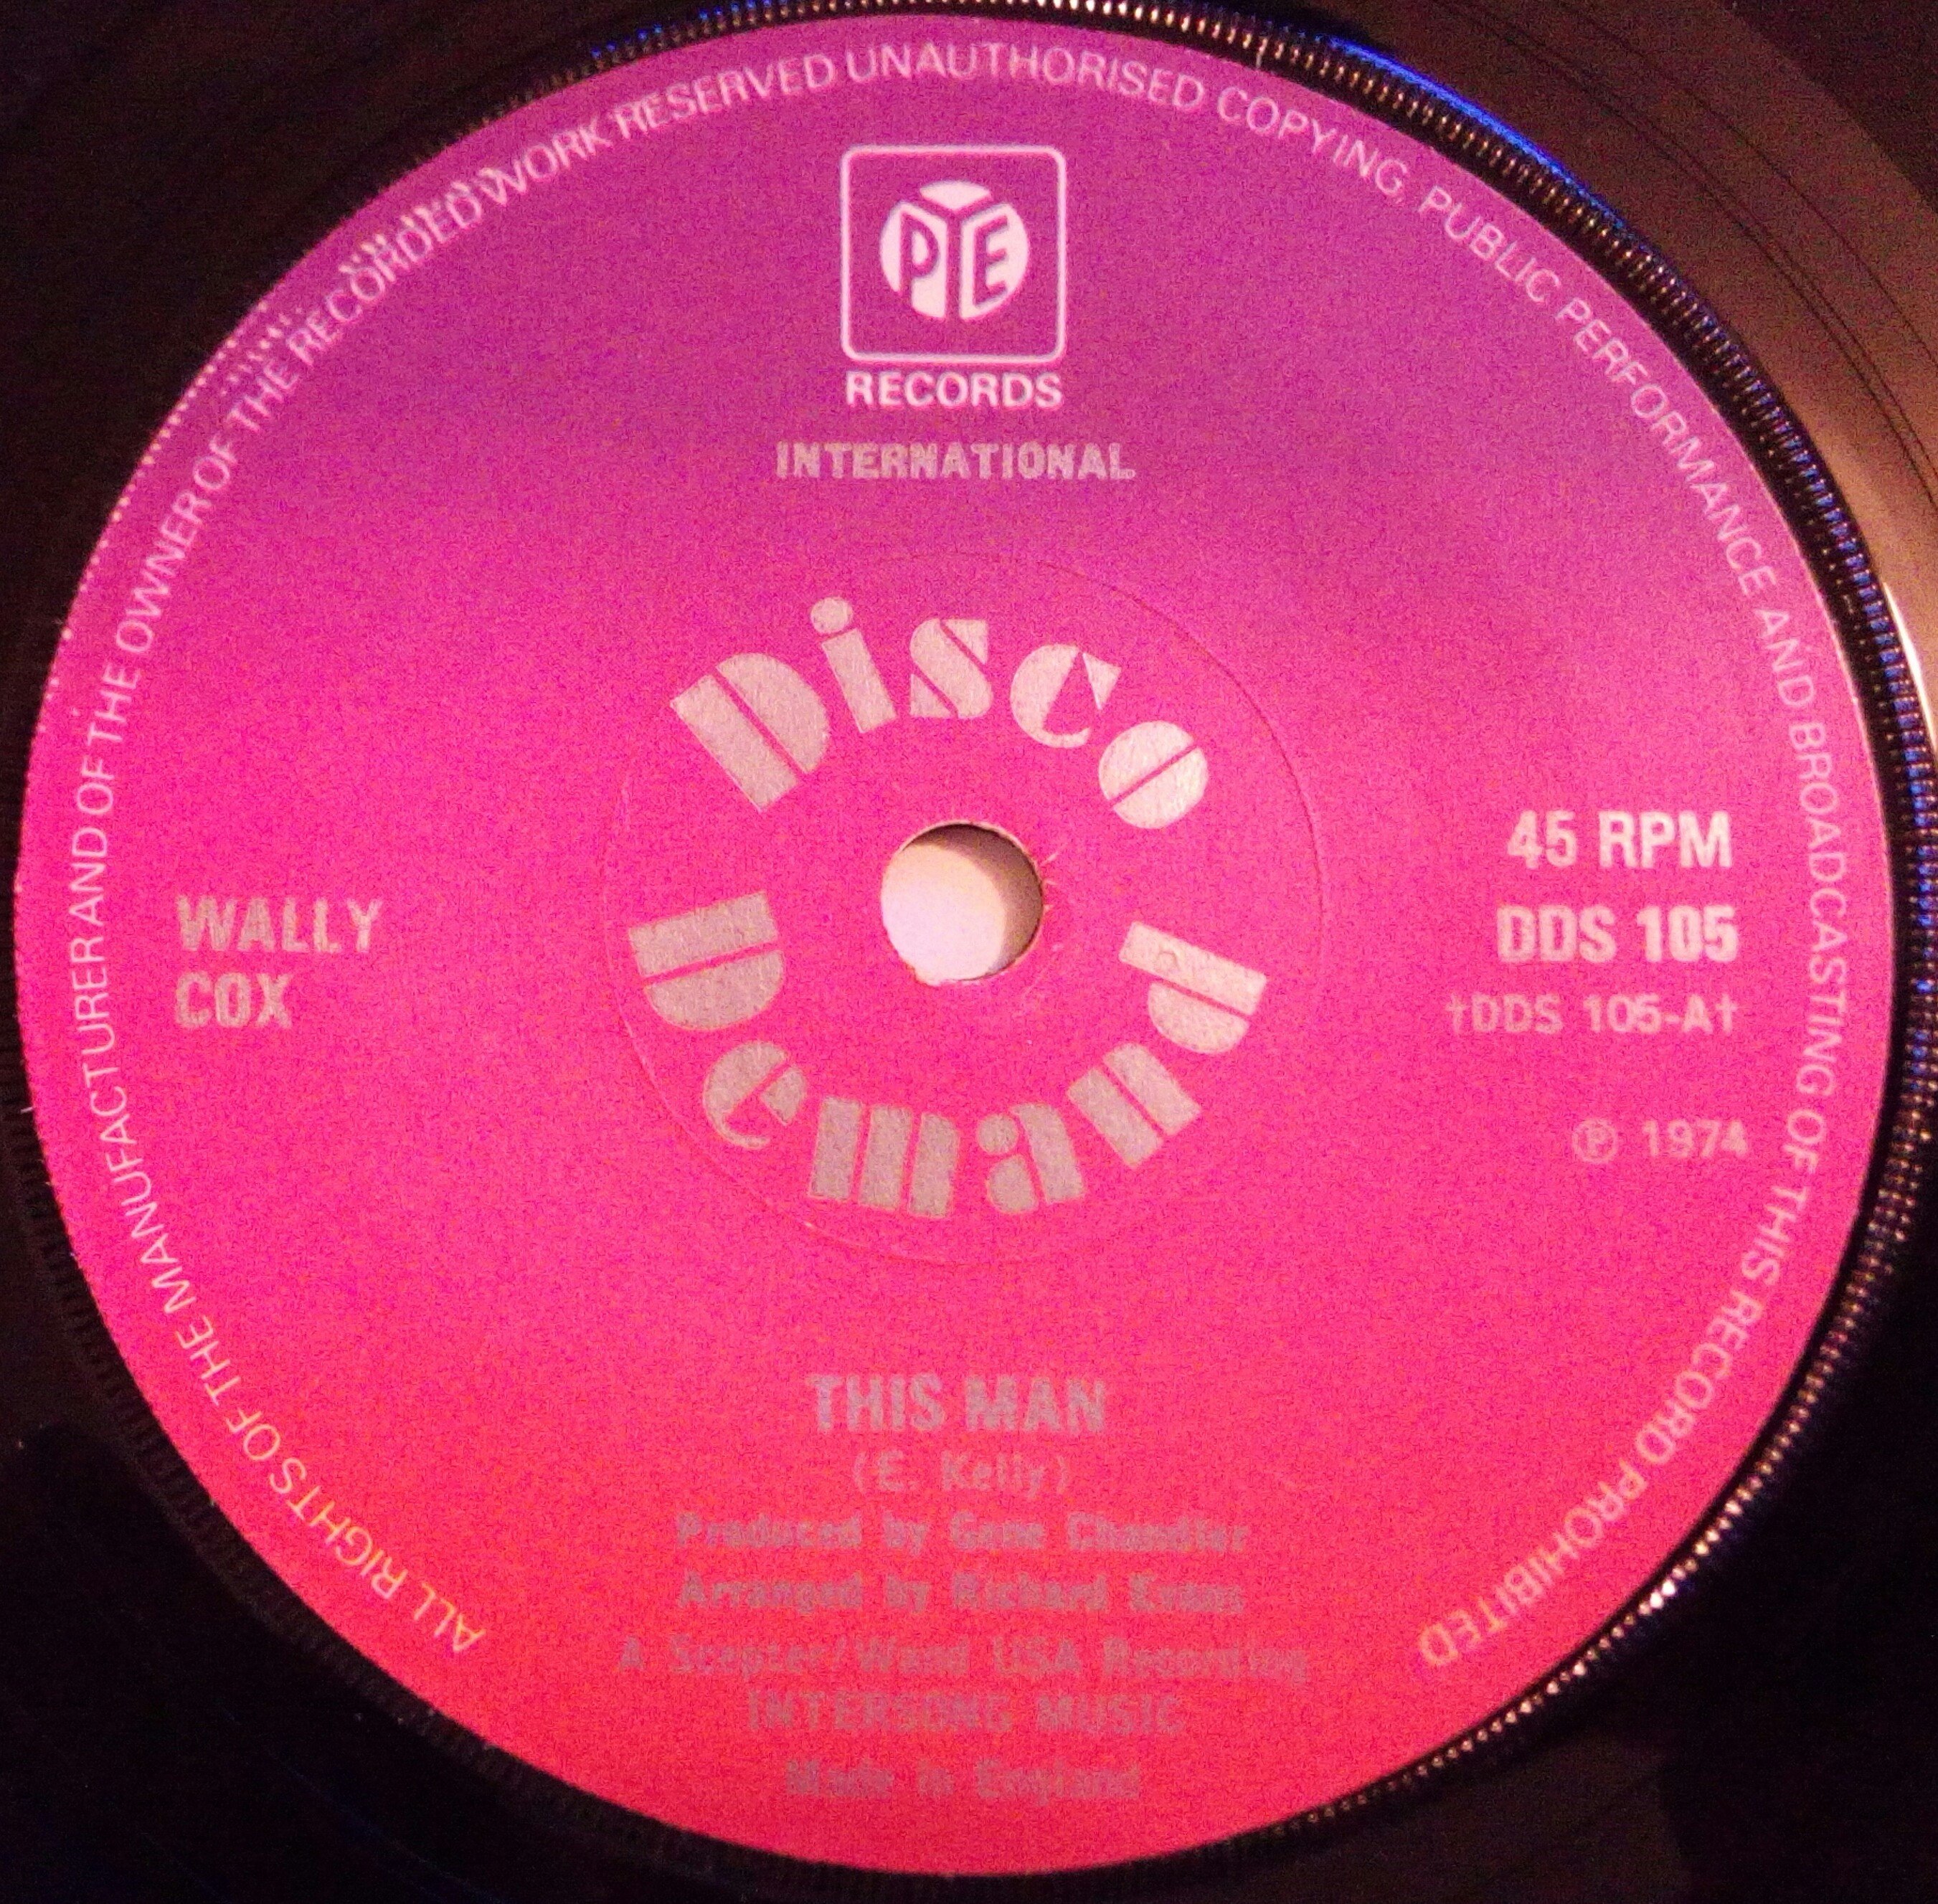 ALL RIGHTS OF THE MANUFACTURER AND OF THE OWNER OF THE RECORDED WORK RESERVED UNAUTHORISED COPYING, PUBLIC PERFORMANCE AND BROADCASTING OF THIS RECORD PROHIBITED
PYE
RECORDS
INTERNATIONAL
Disco
Demand
WALLY
COX
45 RPM
DDS 105
†DDS 105-A†
℗ 1974
THIS MAN
(E. Kelly)
Produced by Gene Chandler
Arranged by Richard Evans
A Scepter/Wand USA Recording
INTERSONG MUSIC
Made in England